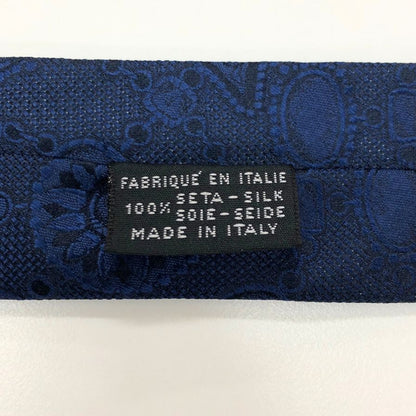 FABRIQUÉ EN ITALIE
100% SETA - SILK
SOIE - SEIDE
MADE IN ITALY